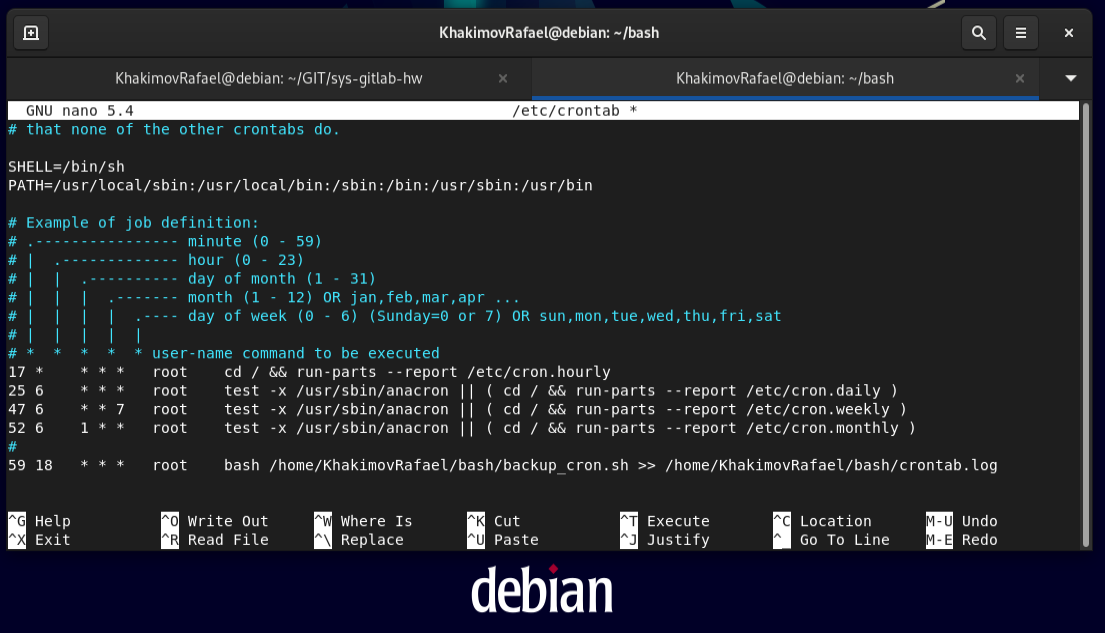 KhakimovRafael@debian: ~/bash
KhakimovRafael@debian: ~/GIT/sys-gitlab-hw
KhakimovRafael@debian: ~/bash
GNU nano 5.4 /etc/crontab *
# that none of the other crontabs do.
SHELL=/bin/sh
PATH=/usr/local/sbin:/usr/local/bin:/sbin:/bin:/usr/sbin:/usr/bin
# Example of job definition:
# .---------------- minute (0 - 59)
# |  .------------- hour (0 - 23)
# |  |  .---------- day of month (1 - 31)
# |  |  |  .------- month (1 - 12) OR jan,feb,mar,apr ...
# |  |  |  |  .---- day of week (0 - 6) (Sunday=0 or 7) OR sun,mon,tue,wed,thu,fri,sat
# |  |  |  |  |
# *  *  *  *  * user-name command to be executed
17 *    * * *   root    cd / && run-parts --report /etc/cron.hourly
25 6    * * *   root    test -x /usr/sbin/anacron || ( cd / && run-parts --report /etc/cron.daily )
47 6    * * 7   root    test -x /usr/sbin/anacron || ( cd / && run-parts --report /etc/cron.weekly )
52 6    1 * *   root    test -x /usr/sbin/anacron || ( cd / && run-parts --report /etc/cron.monthly )
#
59 18   * * *   root    bash /home/KhakimovRafael/bash/backup_cron.sh >> /home/KhakimovRafael/bash/crontab.log
^G Help ^O Write Out ^W Where Is ^K Cut ^T Execute ^C Location M-U Undo
^X Exit ^R Read File ^\ Replace ^U Paste ^J Justify ^_ Go To Line M-E Redo
debian